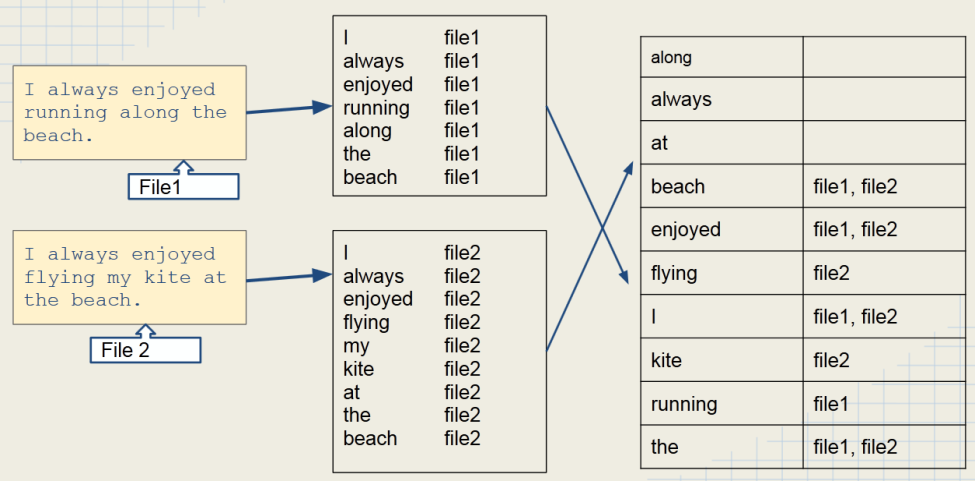 I always enjoyed
running along the
beach.
File1
I always enjoyed
flying my kite at
the beach.
File 2
I file1
always file1
enjoyed file1
running file1
along file1
the file1
beach file1
I file2
always file2
enjoyed file2
flying file2
my file2
kite file2
at file2
the file2
beach file2
along
always
at
beach file1, file2
enjoyed file1, file2
flying file2
I file1, file2
kite file2
running file1
the file1, file2